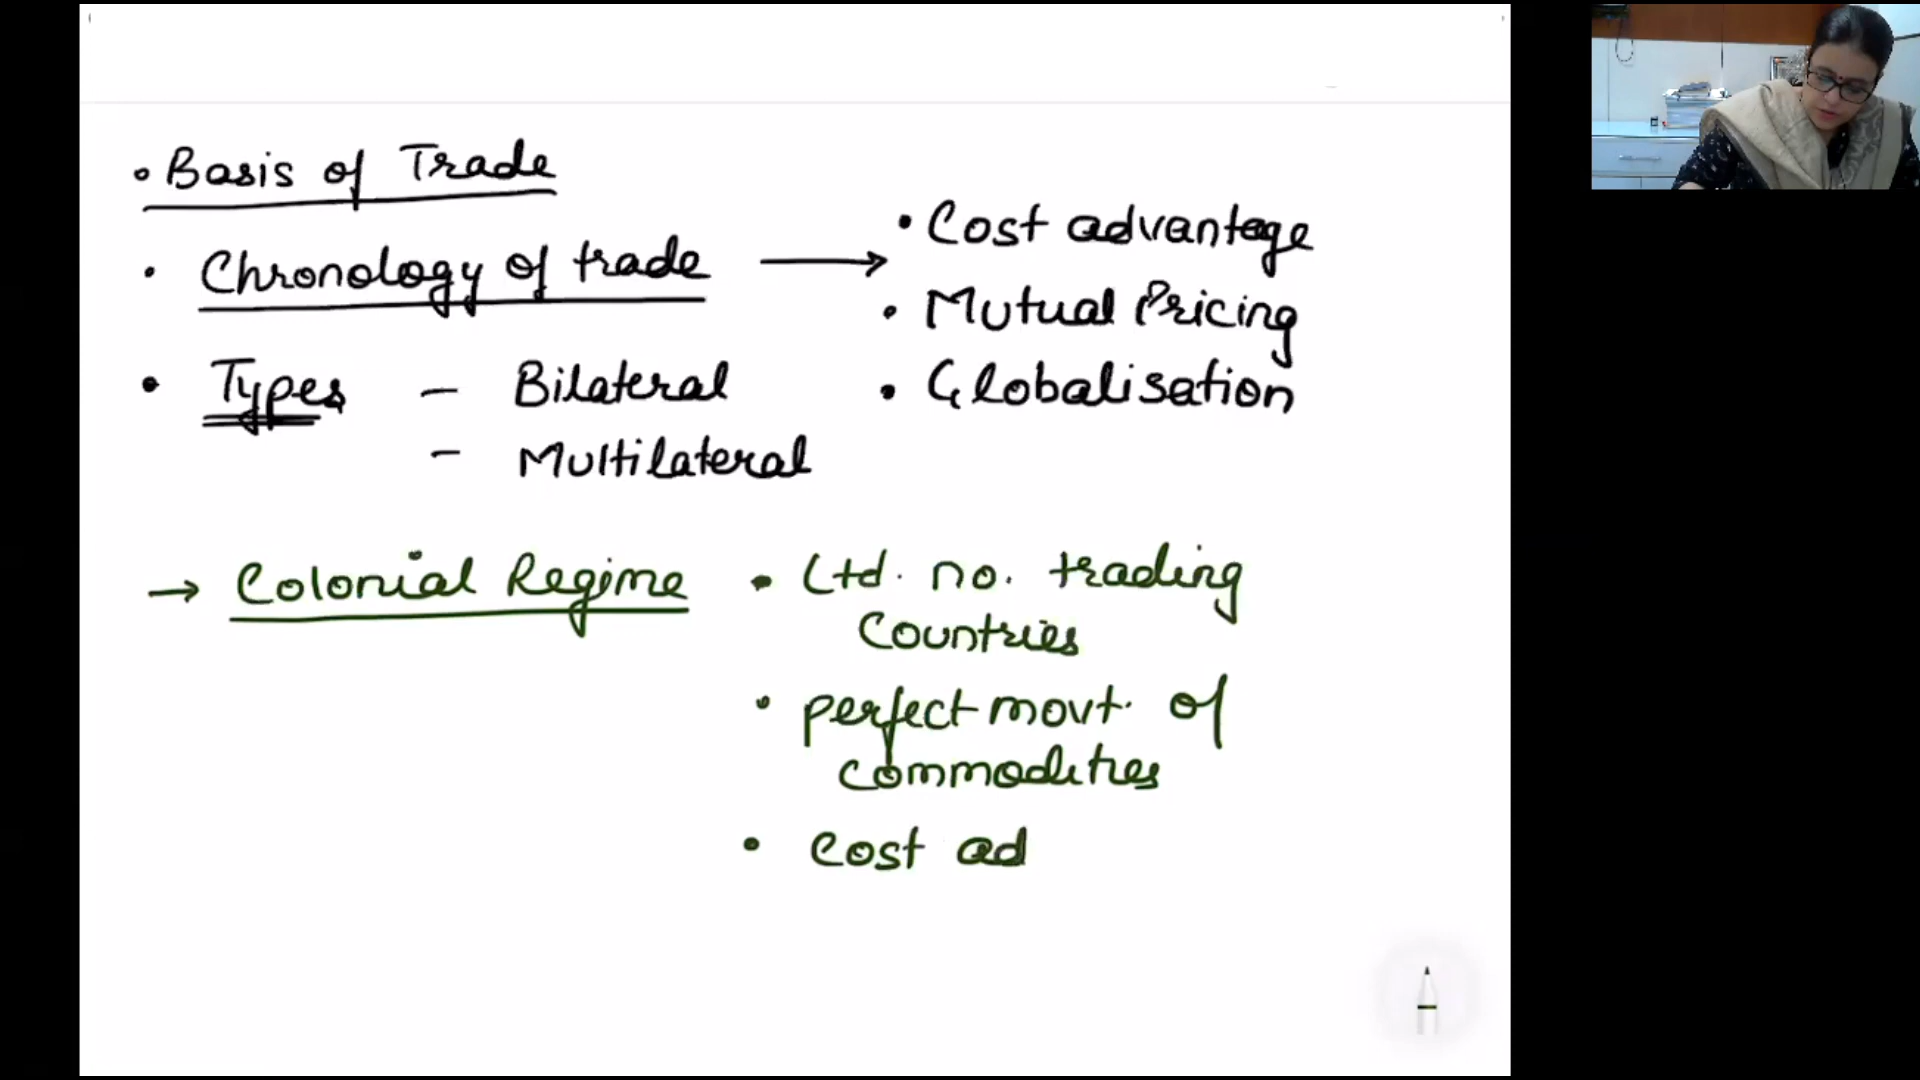 • Basis of Trade
• Chronology of trade → • Cost advantage
• Mutual Pricing
• Types - Bilateral • Globalisation
- Multilateral
→ Colonial Regime • Ltd. no. trading
Countries
• perfect movt. of
commodities
• Cost ad